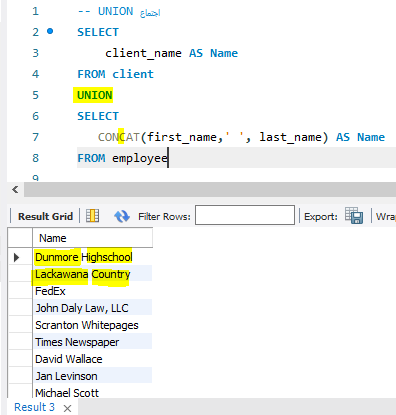 1 -- UNION اجتماع
2 SELECT
3 client_name AS Name
4 FROM client
5 UNION
6 SELECT
7 CONCAT(first_name,' ', last_name) AS Name
8 FROM employee
9
Result Grid Filter Rows: Export: Wrap
Name
Dunmore Highschool
Lackawana Country
FedEx
John Daly Law, LLC
Scranton Whitepages
Times Newspaper
David Wallace
Jan Levinson
Michael Scott
Result 3 ×